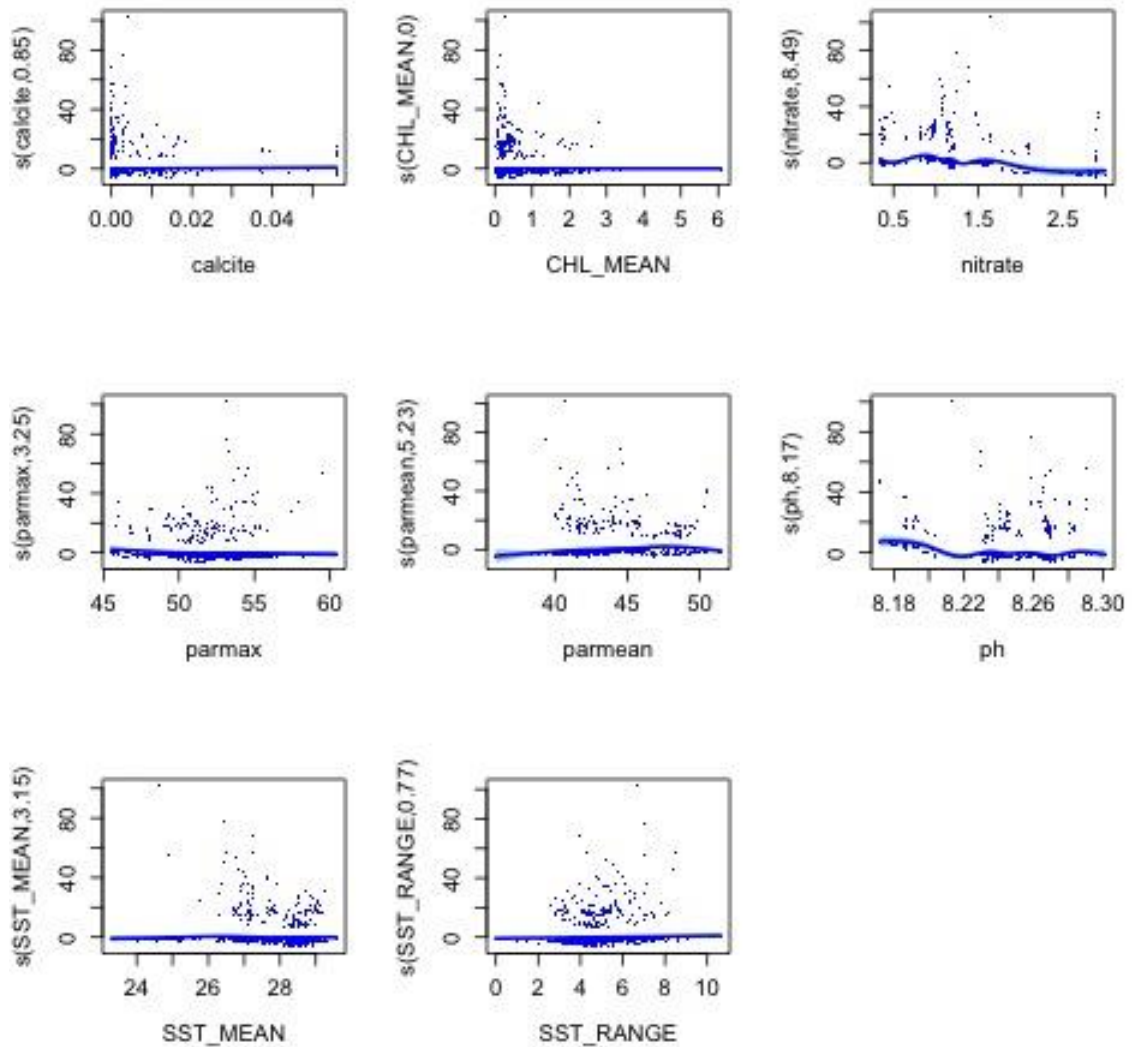 s(calcite,0.85)
80
40
0
0.00 0.02 0.04
calcite
s(CHL_MEAN,0)
80
40
0
0 1 2 3 4 5 6
CHL_MEAN
s(nitrate,8.49)
80
40
0
0.5 1.5 2.5
nitrate
s(parmax,3.25)
80
40
0
45 50 55 60
parmax
s(parmean,5.23)
80
40
0
40 45 50
parmean
s(ph,8.17)
80
40
0
8.18 8.22 8.26 8.30
ph
s(SST_MEAN,3.15)
80
40
0
24 26 28
SST_MEAN
s(SST_RANGE,0.77)
80
40
0
0 2 4 6 8 10
SST_RANGE